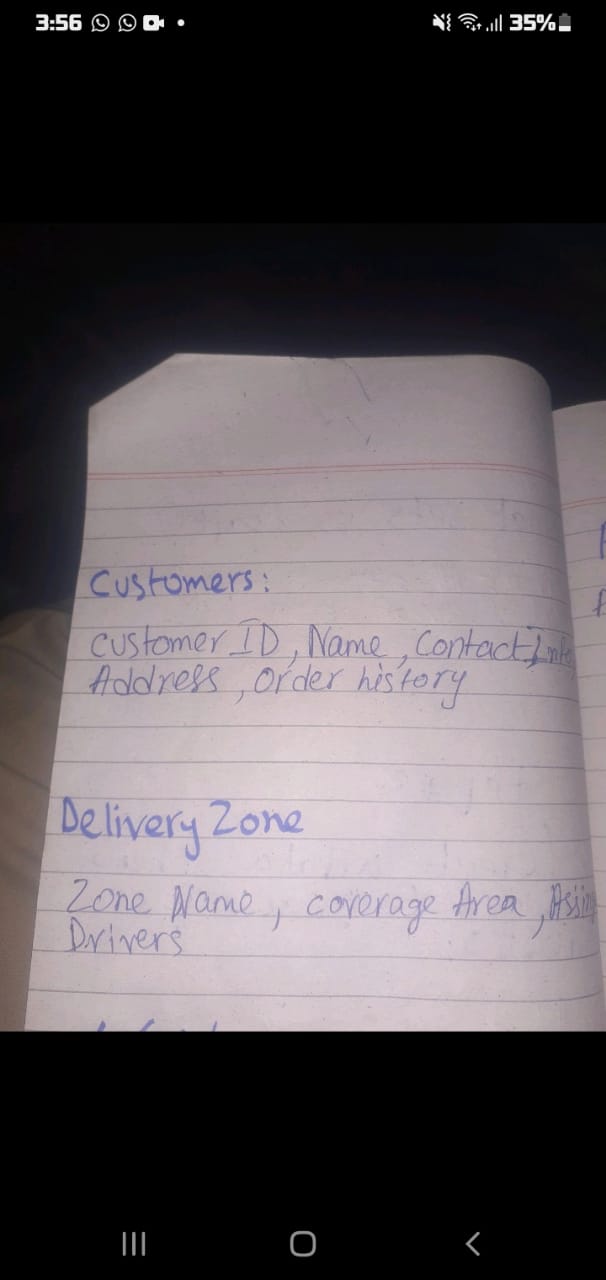 3:56
35%
Customers:
Customer ID, Name, Contact Info
Address, Order history
Delivery Zone
Zone Name, coverage Area,
Drivers